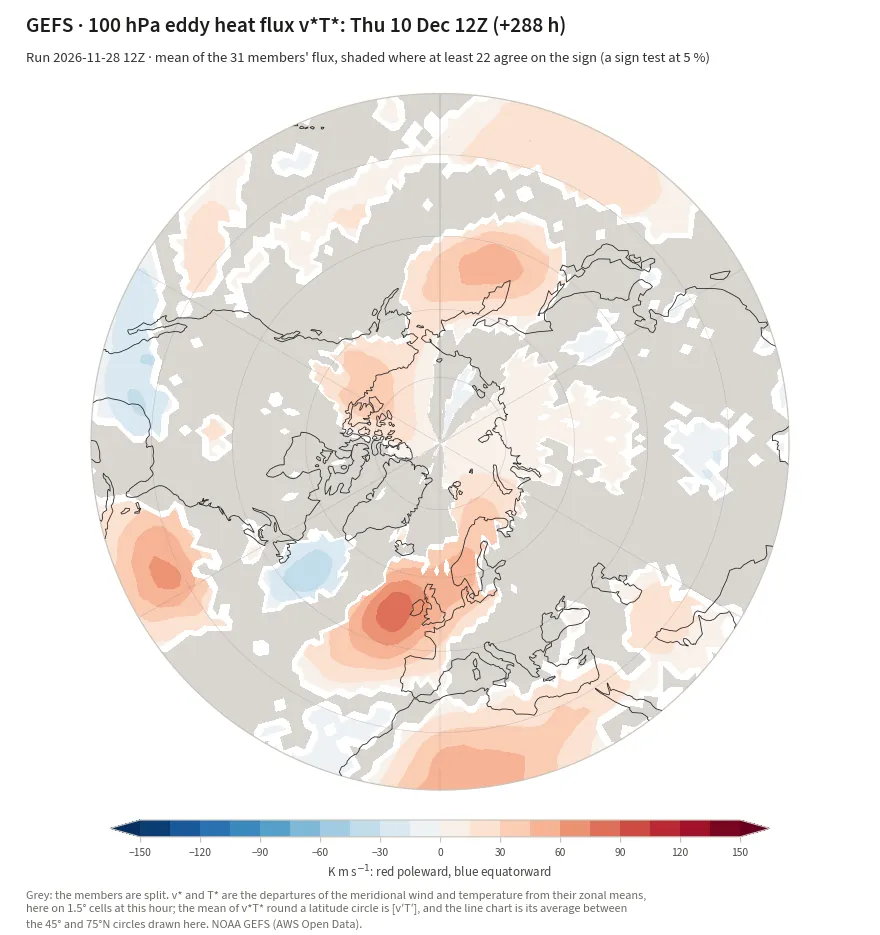 GEFS · 100 hPa eddy heat flux v*T*: Thu 10 Dec 12Z (+288 h)
Run 2026-11-28 12Z · mean of the 31 members' flux, shaded where at least 22 agree on the sign (a sign test at 5 %)
−150 −120 −90 −60 −30 0 30 60 90 120 150
K m s⁻¹: red poleward, blue equatorward
Grey: the members are split. v* and T* are the departures of the meridional wind and temperature from their zonal means,
here on 1.5° cells at this hour; the mean of v*T* round a latitude circle is [v′T′], and the line chart is its average between
the 45° and 75°N circles drawn here. NOAA GEFS (AWS Open Data).